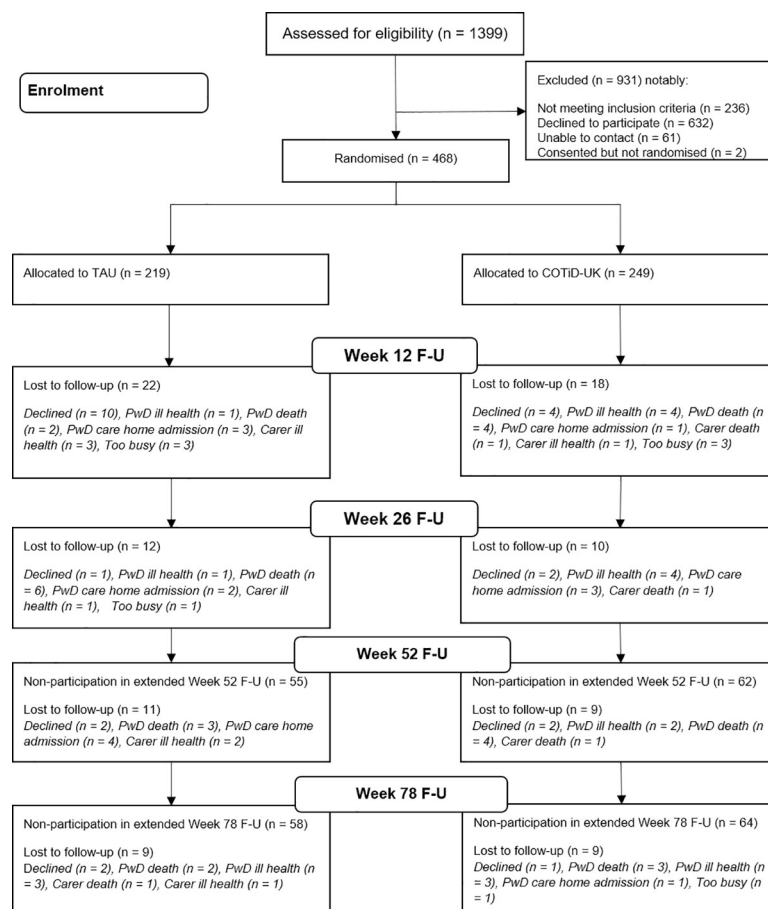 Assessed for eligibility (n = 1399)
Enrolment
Excluded (n = 931) notably:
Not meeting inclusion criteria (n = 236)
Declined to participate (n = 632)
Unable to contact (n = 61)
Consented but not randomised (n = 2)
Randomised (n = 468)
Allocated to TAU (n = 219)
Allocated to COTiD-UK (n = 249)
Week 12 F-U
Lost to follow-up (n = 22)
Declined (n = 10), PwD ill health (n = 1), PwD death
(n = 2), PwD care home admission (n = 3), Carer ill
health (n = 3), Too busy (n = 3)
Lost to follow-up (n = 18)
Declined (n = 4), PwD ill health (n = 4), PwD death (n
= 4), PwD care home admission (n = 1), Carer death
(n = 1), Carer ill health (n = 1), Too busy (n = 3)
Week 26 F-U
Lost to follow-up (n = 12)
Declined (n = 1), PwD ill health (n = 1), PwD death (n
= 6), PwD care home admission (n = 2), Carer ill
health (n = 1), Too busy (n = 1)
Lost to follow-up (n = 10)
Declined (n = 2), PwD ill health (n = 4), PwD care
home admission (n = 3), Carer death (n = 1)
Week 52 F-U
Non-participation in extended Week 52 F-U (n = 55)
Lost to follow-up (n = 11)
Declined (n = 2), PwD death (n = 3), PwD care home
admission (n = 4), Carer ill health (n = 2)
Non-participation in extended Week 52 F-U (n = 62)
Lost to follow-up (n = 9)
Declined (n = 2), PwD ill health (n = 2), PwD death (n
= 4), Carer death (n = 1)
Week 78 F-U
Non-participation in extended Week 78 F-U (n = 58)
Lost to follow-up (n = 9)
Declined (n = 2), PwD death (n = 2), PwD ill health (n
= 3), Carer death (n = 1), Carer ill health (n = 1)
Non-participation in extended Week 78 F-U (n = 64)
Lost to follow-up (n = 9)
Declined (n = 1), PwD death (n = 3), PwD ill health (n
= 3), PwD care home admission (n = 1), Too busy (n
= 1)